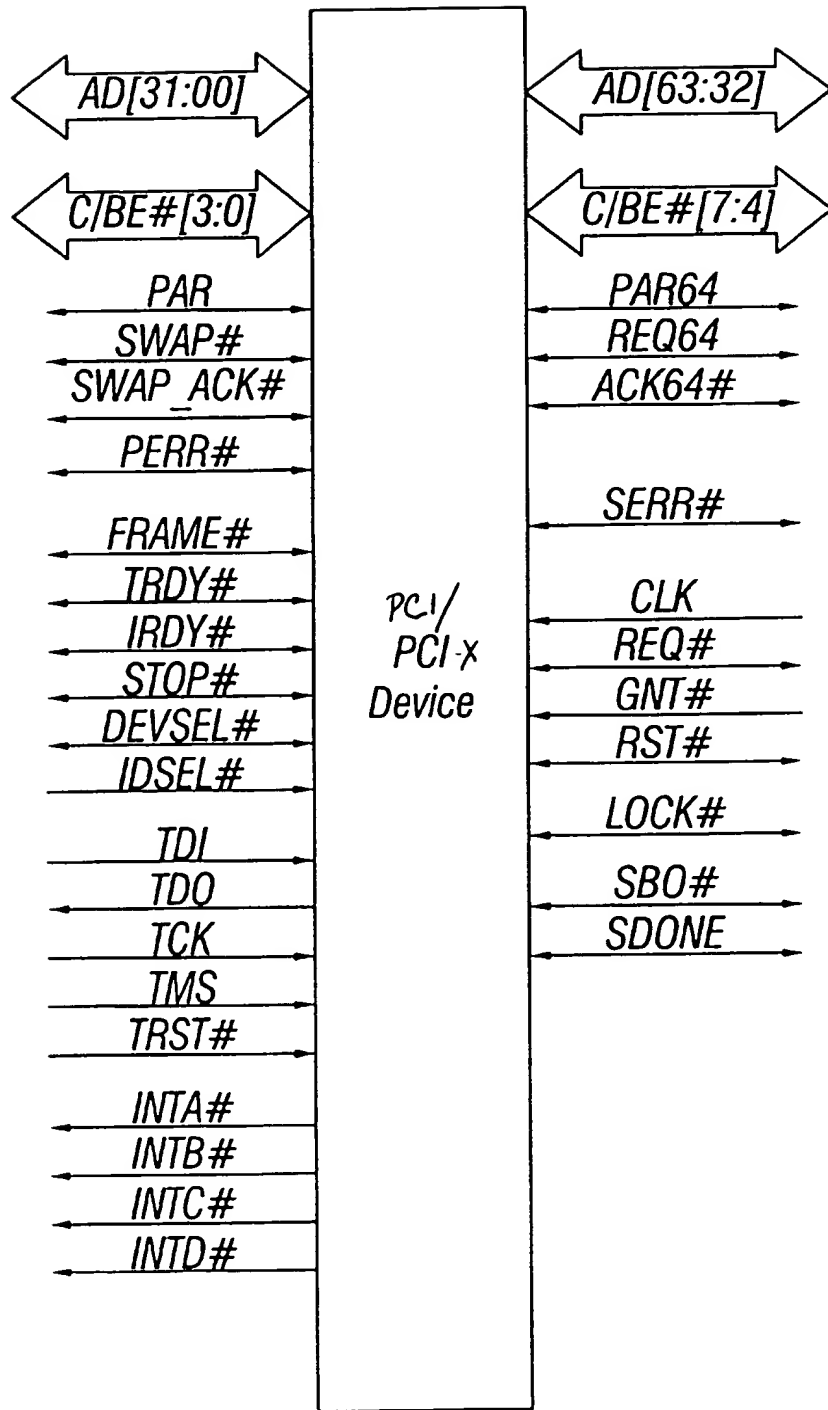 AD[31:00]
C/BE#[3:0]
PAR
SWAP#
SWAP_ACK#
PERR#
FRAME#
TRDY#
IRDY#
STOP#
DEVSEL#
IDSEL#
TDI
TDO
TCK
TMS
TRST#
INTA#
INTB#
INTC#
INTD#
PCI/
PCI-X
Device
AD[63:32]
C/BE#[7:4]
PAR64
REQ64
ACK64#
SERR#
CLK
REQ#
GNT#
RST#
LOCK#
SBO#
SDONE